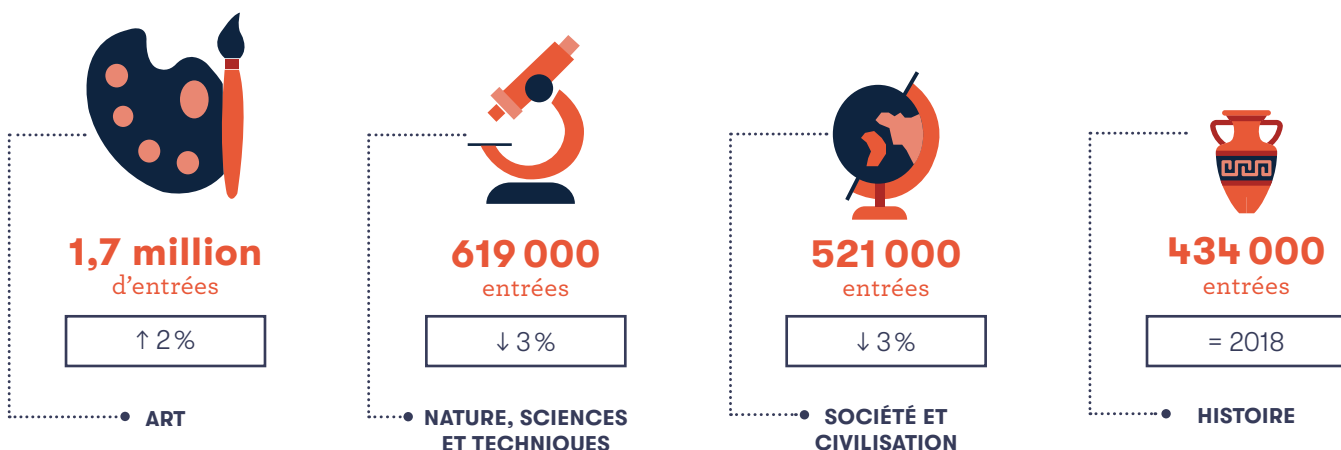 1,7 million
d'entrées
↑ 2 %
ART
619 000
entrées
↓ 3 %
NATURE, SCIENCES
ET TECHNIQUES
521 000
entrées
↓ 3 %
SOCIÉTÉ ET
CIVILISATION
434 000
entrées
= 2018
HISTOIRE